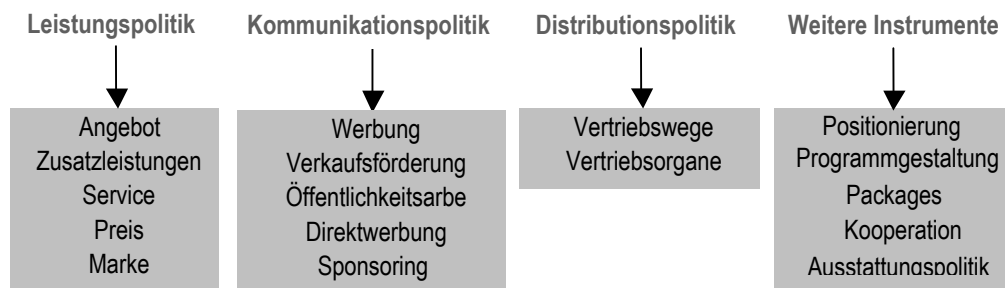 Leistungspolitik
Angebot
Zusatzleistungen
Service
Preis
Marke
Kommunikationspolitik
Werbung
Verkaufsförderung
Öffentlichkeitsarbe
Direktwerbung
Sponsoring
Distributionspolitik
Vertriebswege
Vertriebsorgane
Weitere Instrumente
Positionierung
Programmgestaltung
Packages
Kooperation
Ausstattungspolitik